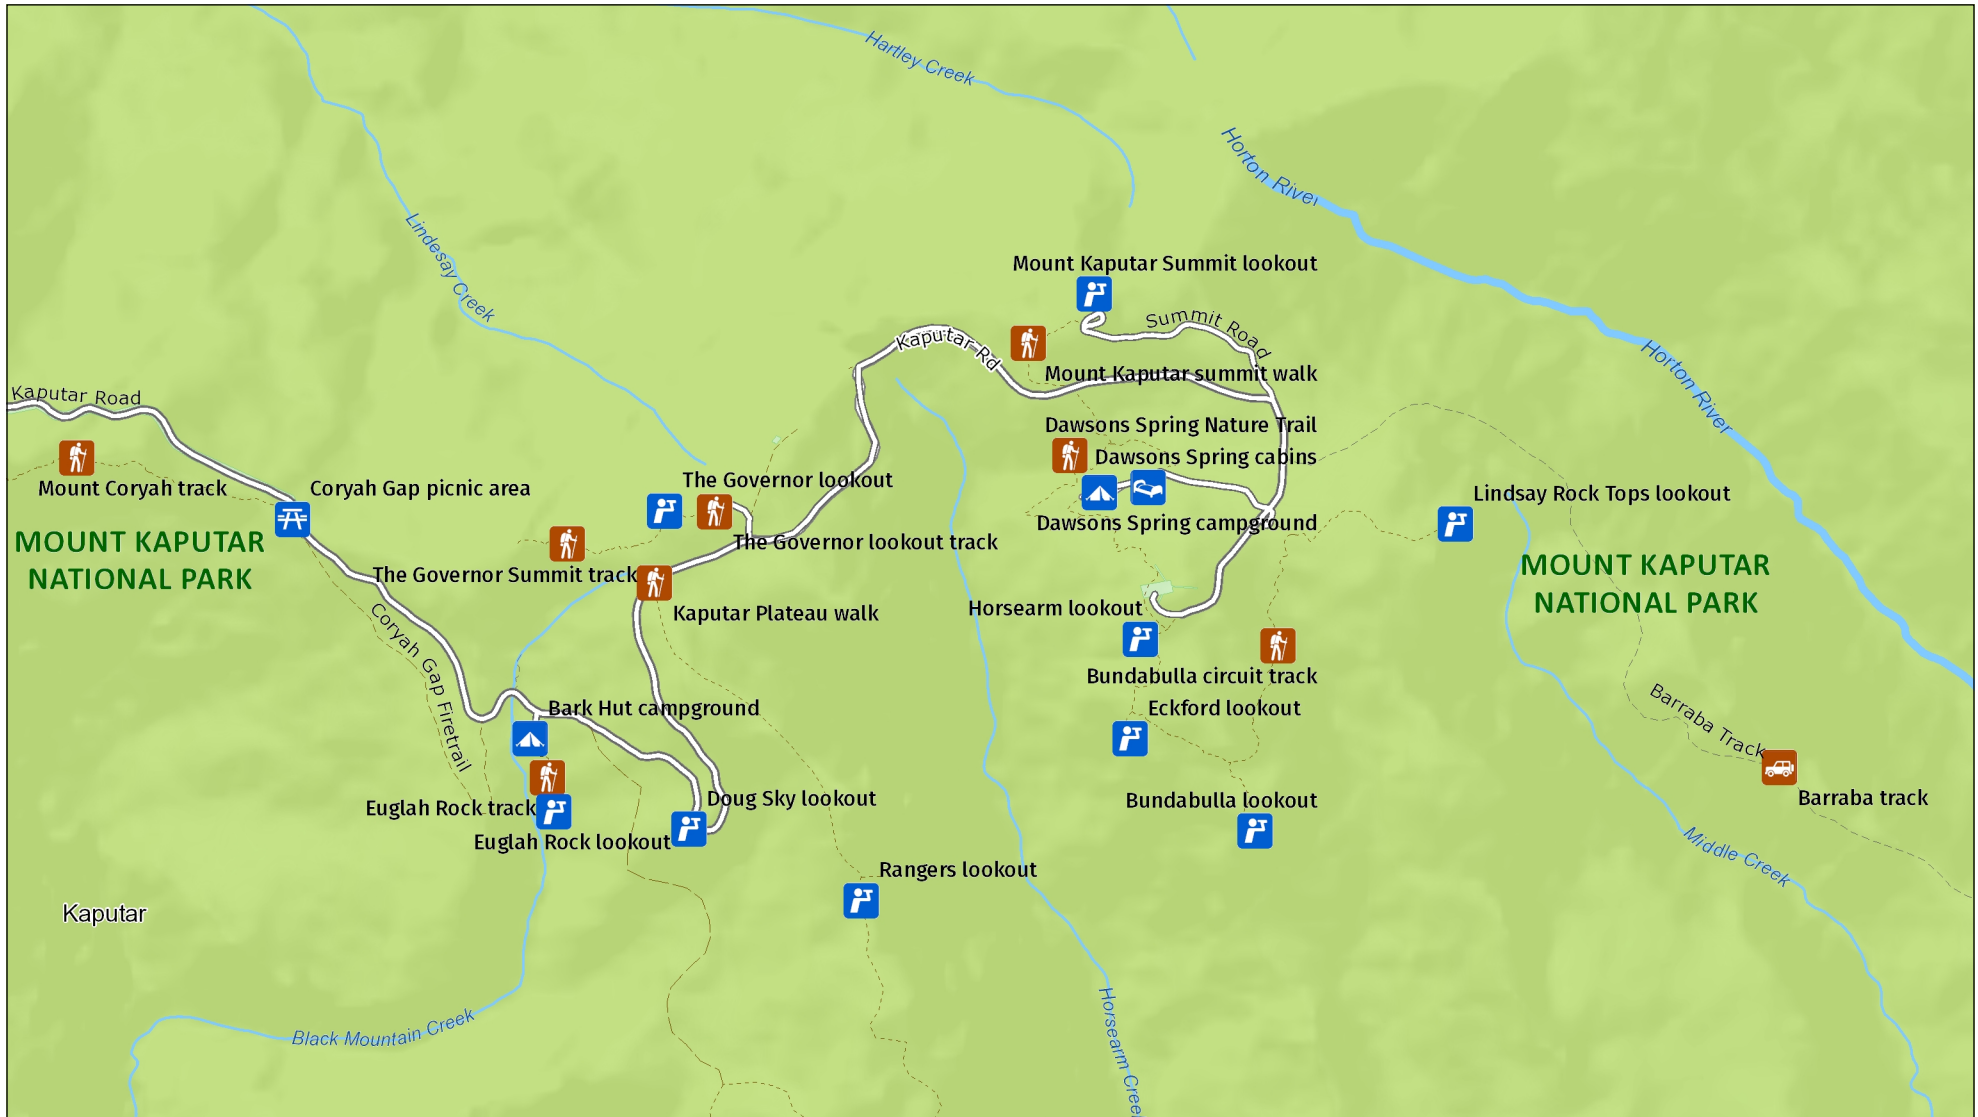 Hartley Creek
Horton River
Lindesay Creek
Mount Kaputar Summit lookout
Summit Road
Kaputar Rd
Horton River
Mount Kaputar summit walk
Kaputar Road
Dawsons Spring Nature Trail
Dawsons Spring cabins
Mount Coryah track
Coryah Gap picnic area
The Governor lookout
Lindsay Rock Tops lookout
Dawsons Spring campground
MOUNT KAPUTAR
NATIONAL PARK
The Governor lookout track
MOUNT KAPUTAR
NATIONAL PARK
The Governor Summit track
Kaputar Plateau walk
Horsearm lookout
Coryah Gap Firetrail
Bundabulla circuit track
Bark Hut campground
Eckford lookout
Barraba Track
Barraba track
Euglah Rock track
Doug Sky lookout
Bundabulla lookout
Euglah Rock lookout
Middle Creek
Rangers lookout
Kaputar
Black Mountain Creek
Horsearm Creek